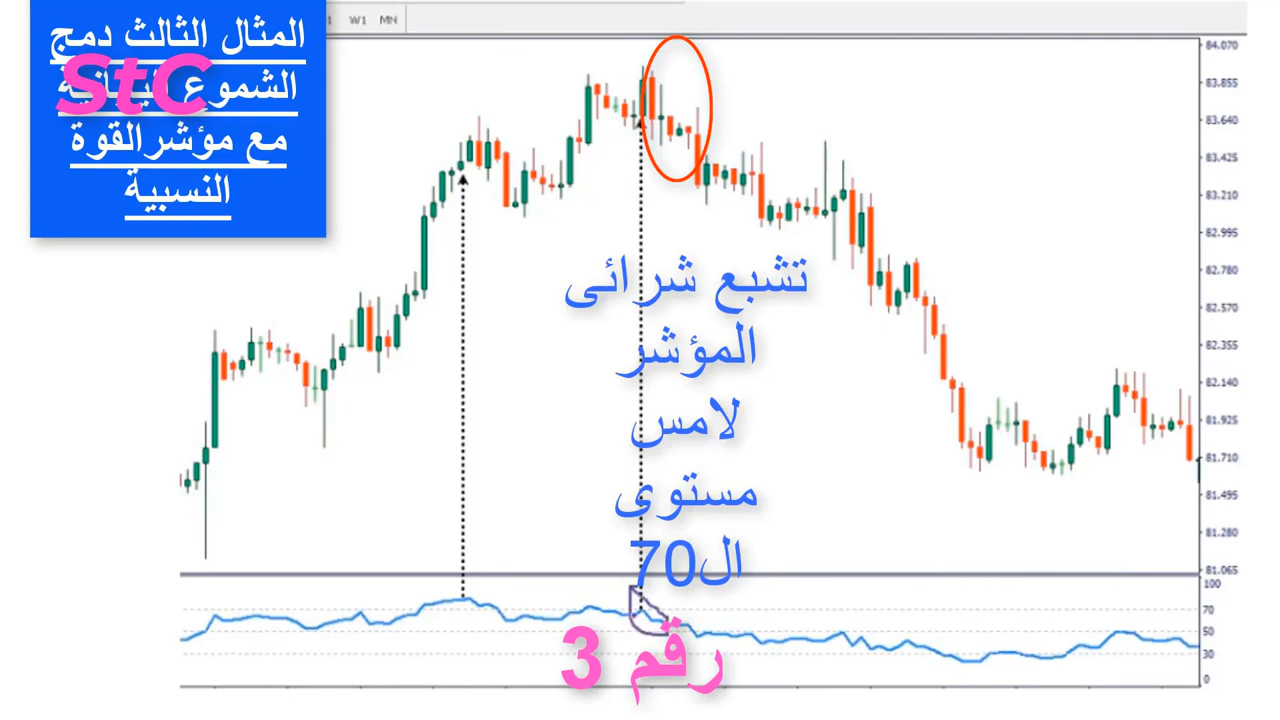 W1 MN
المثال الثالث دمج
الشموع اليابانية
مع مؤشرالقوة
النسبية
StC
تشبع شرائى
المؤشر
لامس
مستوى
ال70
رقم 3
84.070
83.855
83.640
83.425
83.210
82.995
82.780
82.570
82.355
82.140
81.925
81.710
81.495
81.280
81.065
100
70
50
30
0